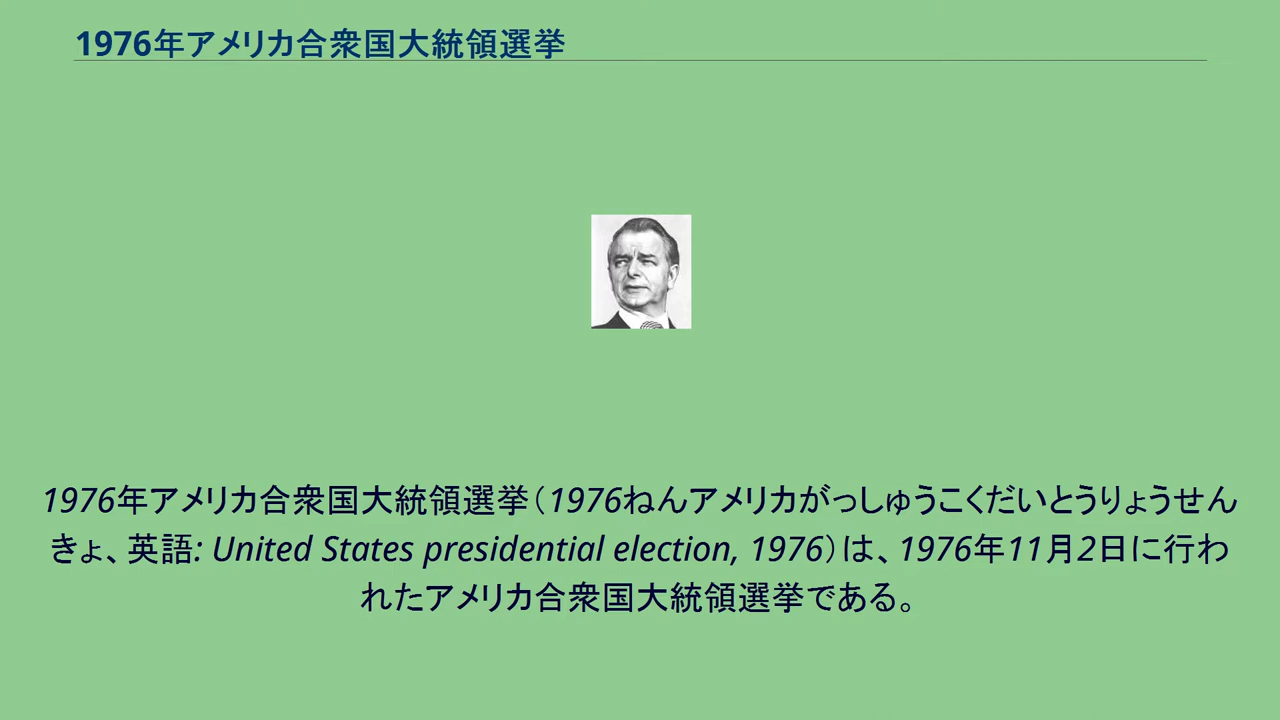 1976年アメリカ合衆国大統領選挙
1976年アメリカ合衆国大統領選挙（1976ねんアメリカがっしゅうこくだいとうりょうせん
きょ、英語: United States presidential election, 1976）は、1976年11月2日に行わ
れたアメリカ合衆国大統領選挙である。